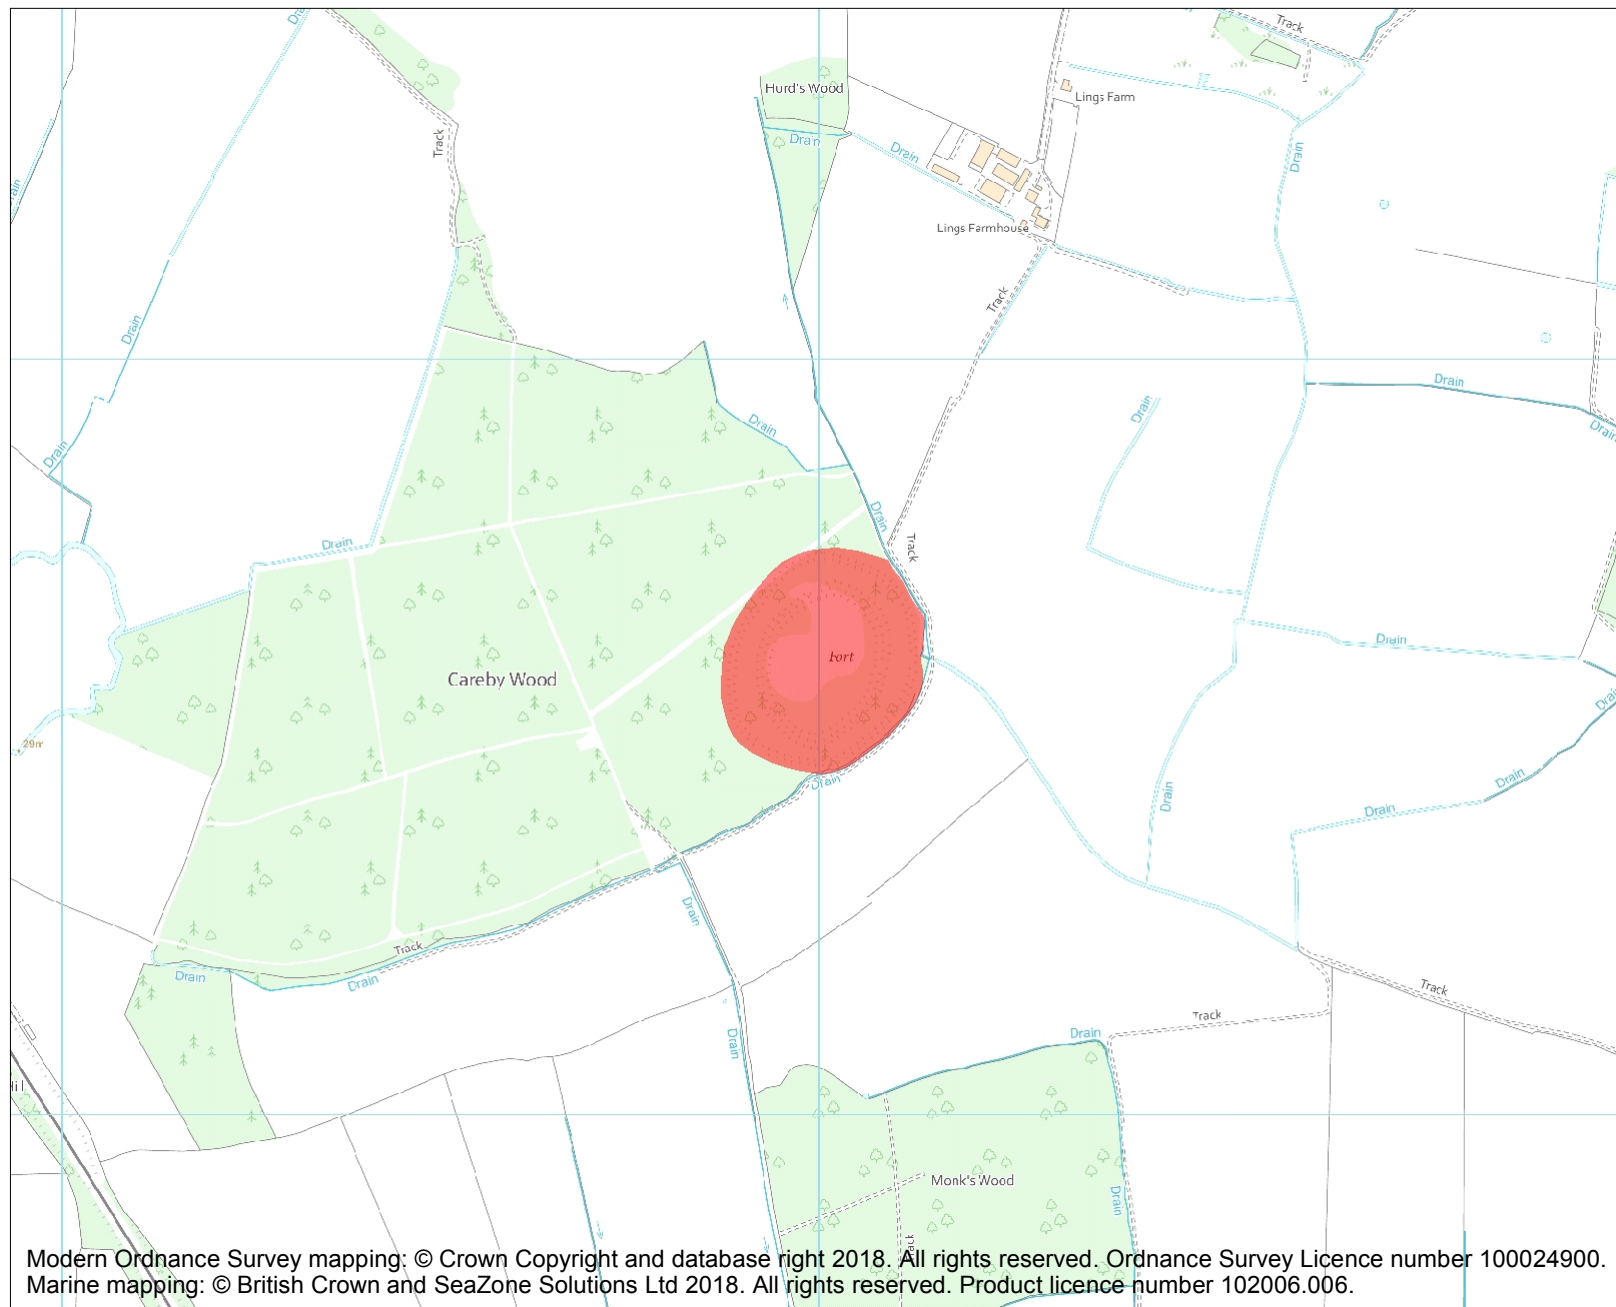 Track
Hurd's Wood
Lings Farm
Track
Drain
Drain
Drain
Lings Farmhouse
Track
Drain
Drain
Drain
Drain
Drain
Drain
Drain
Drain
Track
Drain
Fort
Drain
Careby Wood
29m
Drain
Drain
Drain
Drain
Drain
Track
Drain
Drain
Track
Track
Drain
Drain
Monk's Wood
Drain
Track
Modern Ordnance Survey mapping: © Crown Copyright and database right 2018. All rights reserved. Ordnance Survey Licence number 100024900.
Marine mapping: © British Crown and SeaZone Solutions Ltd 2018. All rights reserved. Product licence number 102006.006.